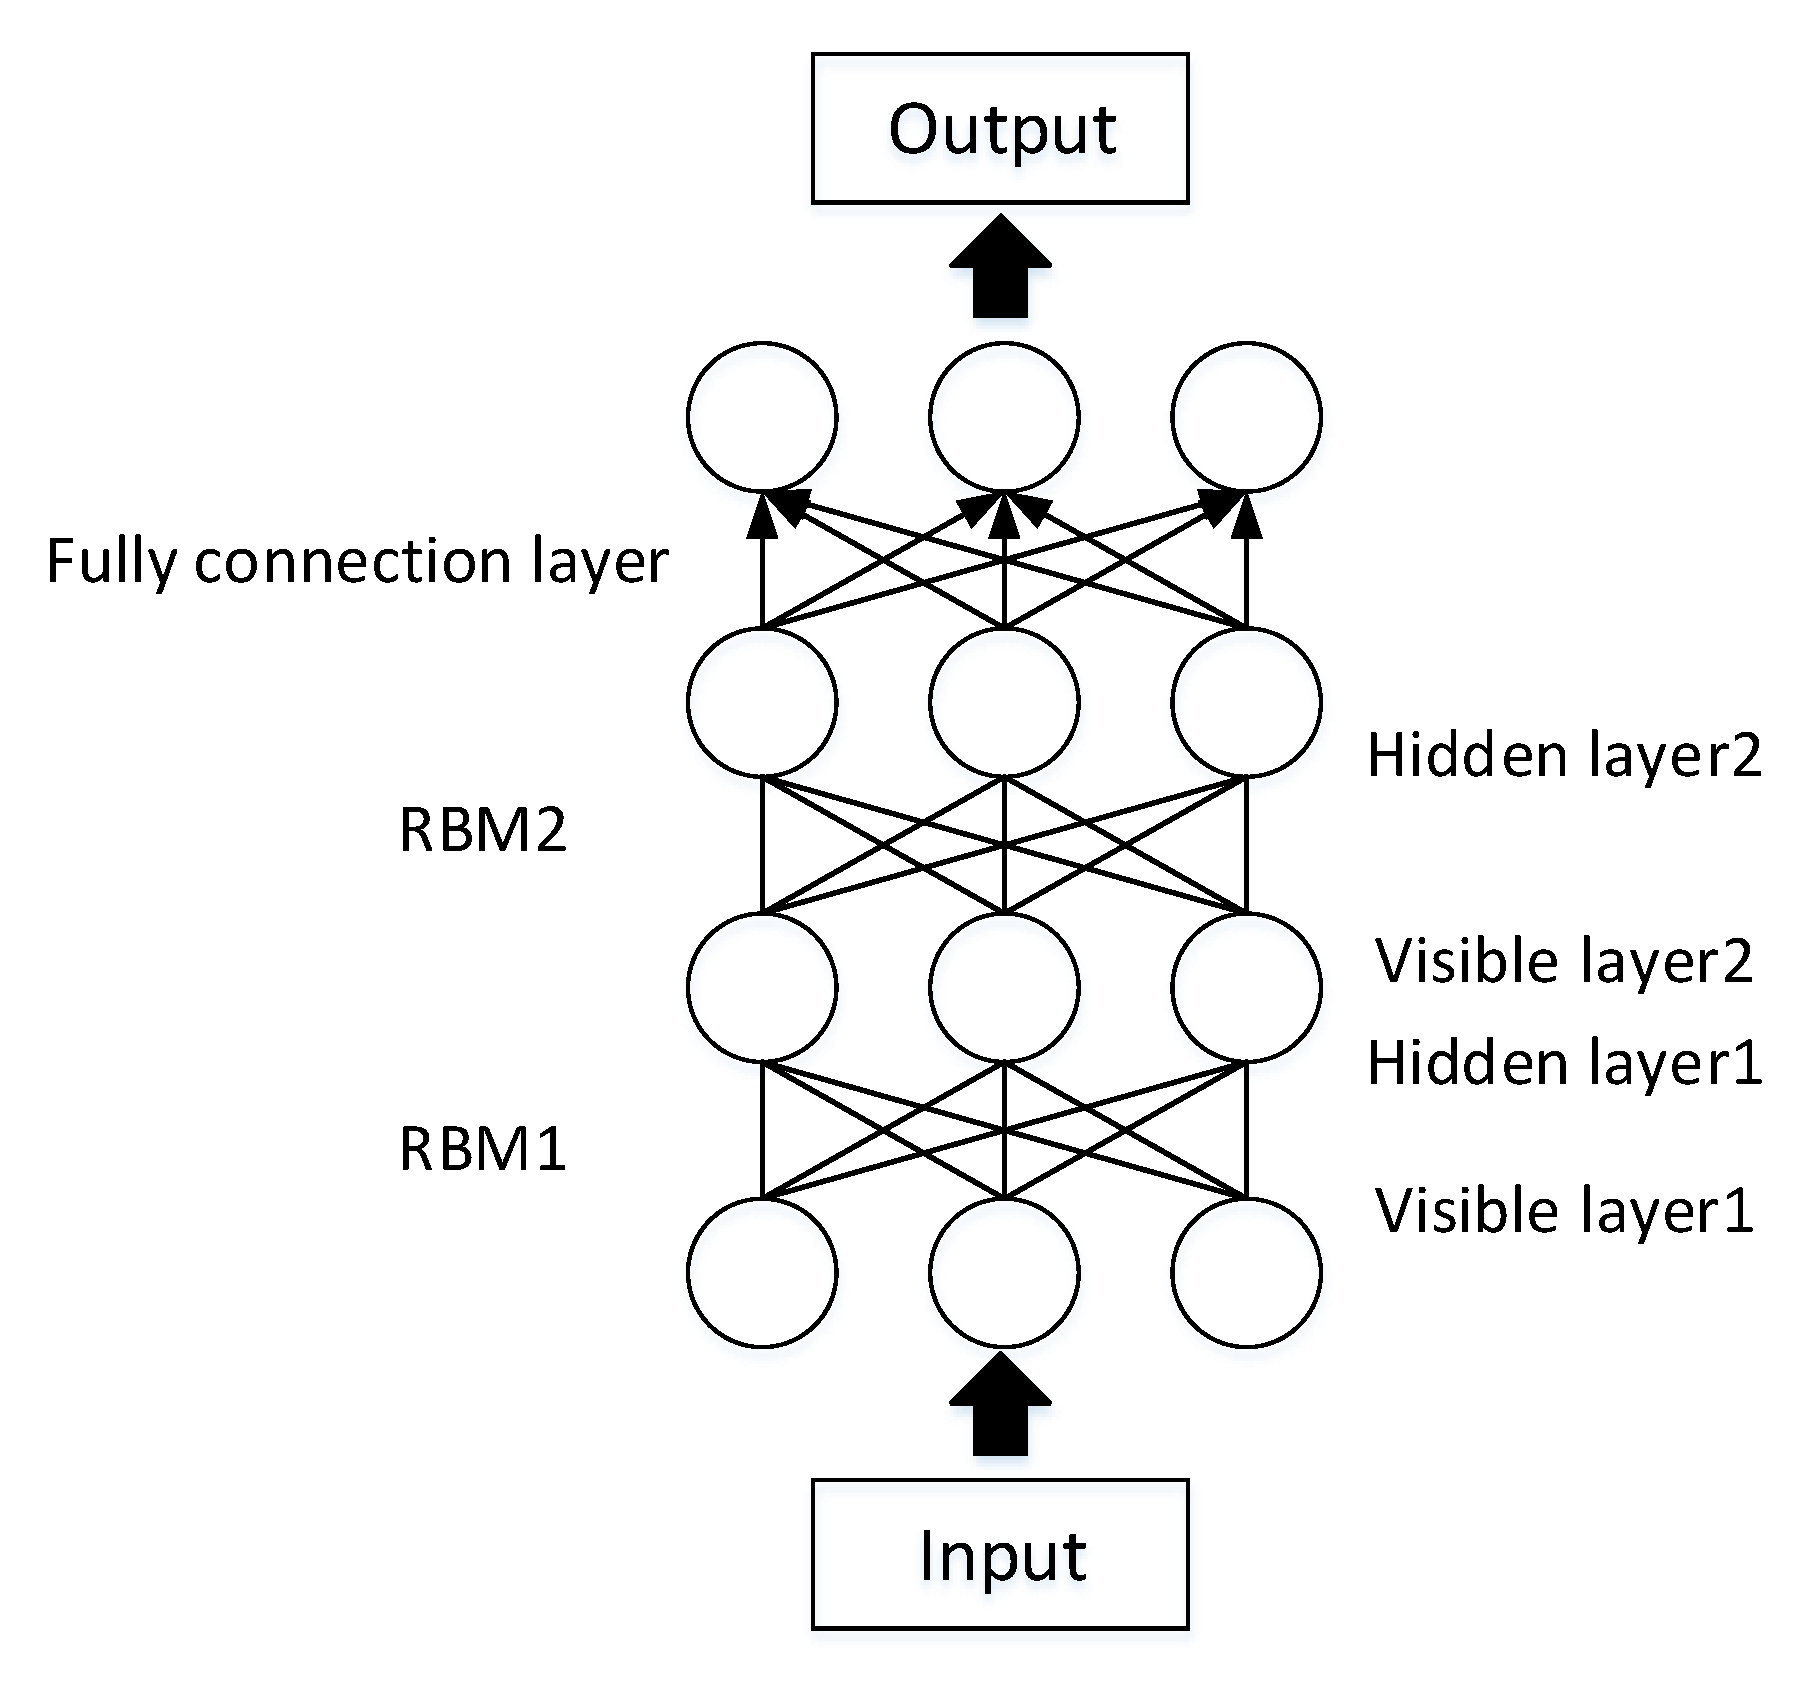 Output
Fully connection layer
Hidden layer2
RBM2
Visible layer2
Hidden layer1
RBM1
Visible layer1
Input